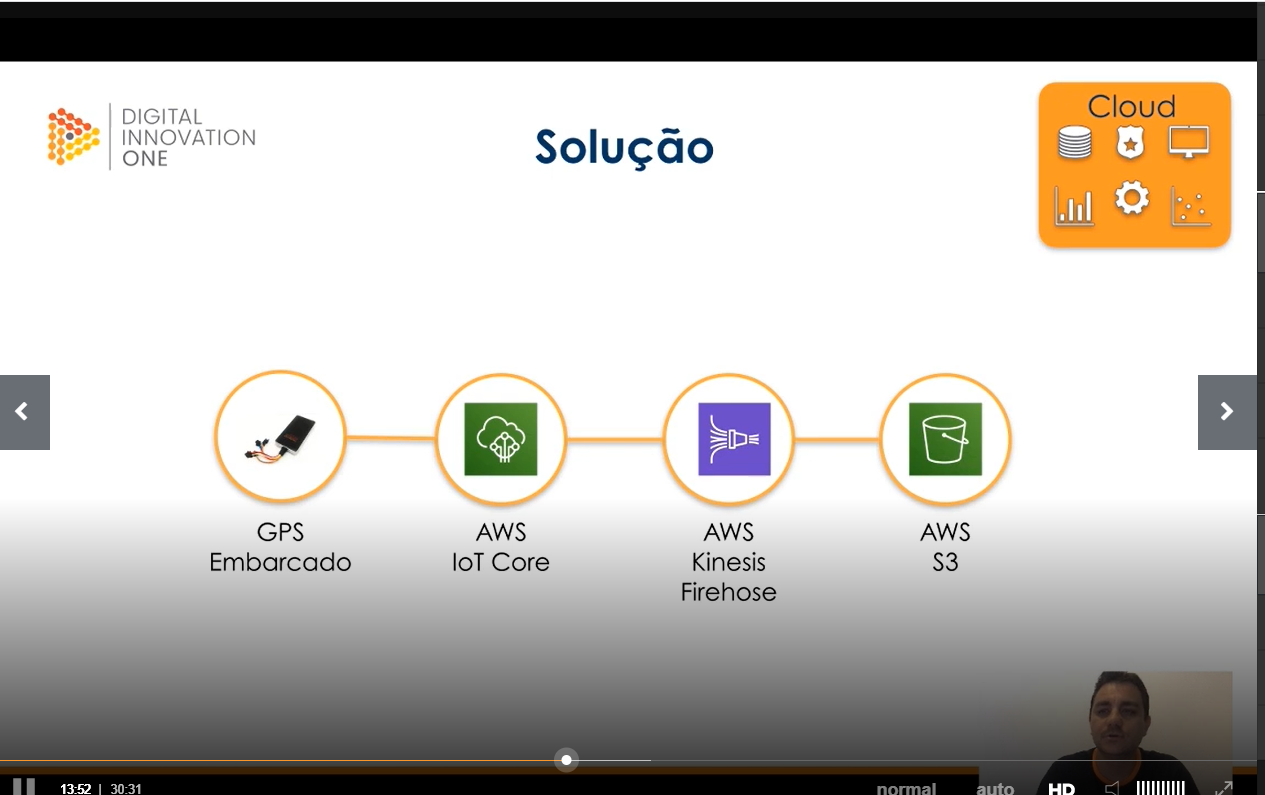 DIGITAL
INNOVATION
ONE
Solução
Cloud
GPS
Embarcado
AWS
IoT Core
AWS
Kinesis
Firehose
AWS
S3
13:52 | 30:31
normal
auto
HD